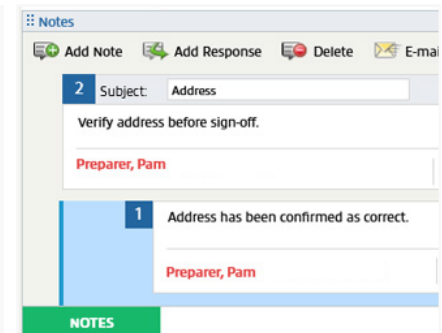 Notes
Add Note Add Response Delete E-mai
2 Subject: Address
Verify address before sign-off.
Preparer, Pam
1 Address has been confirmed as correct.
Preparer, Pam
NOTES